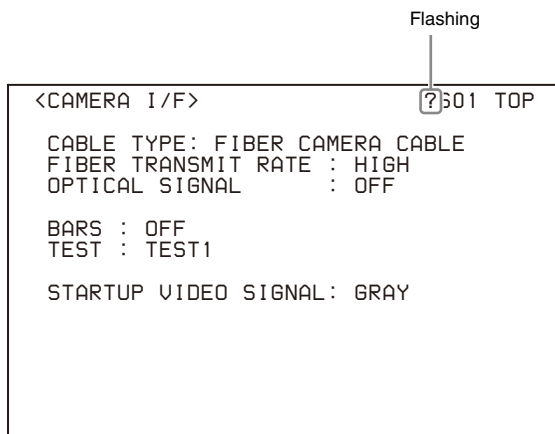 Flashing
<CAMERA I/F> ?S01 TOP
CABLE TYPE: FIBER CAMERA CABLE
FIBER TRANSMIT RATE : HIGH
OPTICAL SIGNAL : OFF
BARS : OFF
TEST : TEST1
STARTUP VIDEO SIGNAL: GRAY